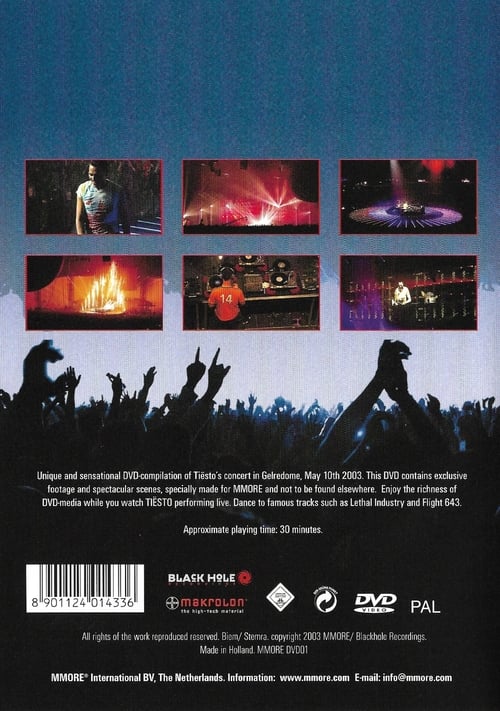 14
Unique and sensational DVD-compilation of Tiësto's concert in Gelredome, May 10th 2003. This DVD contains exclusive
footage and spectacular scenes, specially made for MMORE and not to be found elsewhere. Enjoy the richness of
DVD-media while you watch TIËSTO performing live. Dance to famous tracks such as Lethal Industry and Flight 643.
Approximate playing time: 30 minutes.
BLACK HOLE
RECORDINGS
makrolon®
the high-tech material
DVD
VIDEO
PAL
8 901124 014336
All rights of the work reproduced reserved. Biem/ Stemra. copyright 2003 MMORE/ Blackhole Recordings.
Made in Holland. MMORE DVD01
MMORE® International BV, The Netherlands. Information: www.mmore.com E-mail: info@mmore.com